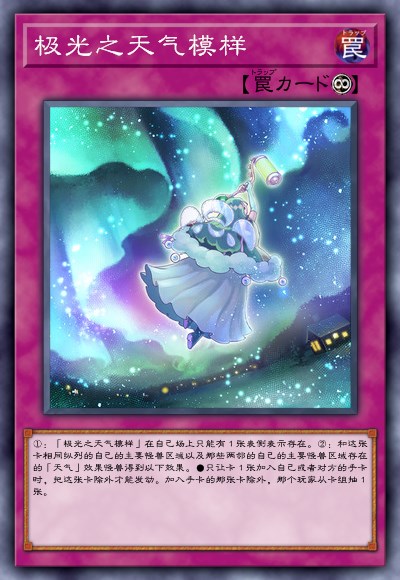 极光之天气模样
トラップ
罠
トラップ
【罠カード】
①：「极光之天气模样」在自己场上只能有1张表侧表示存在。②：和这张
卡相同纵列的自己的主要怪兽区域以及那些两邻的自己的主要怪兽区域存在
的「天气」效果怪兽得到以下效果。●只让卡1张加入自己或者对方的手卡
时，把这张卡除外才能发动。加入手卡的那张卡除外，那个玩家从卡组抽1
张。